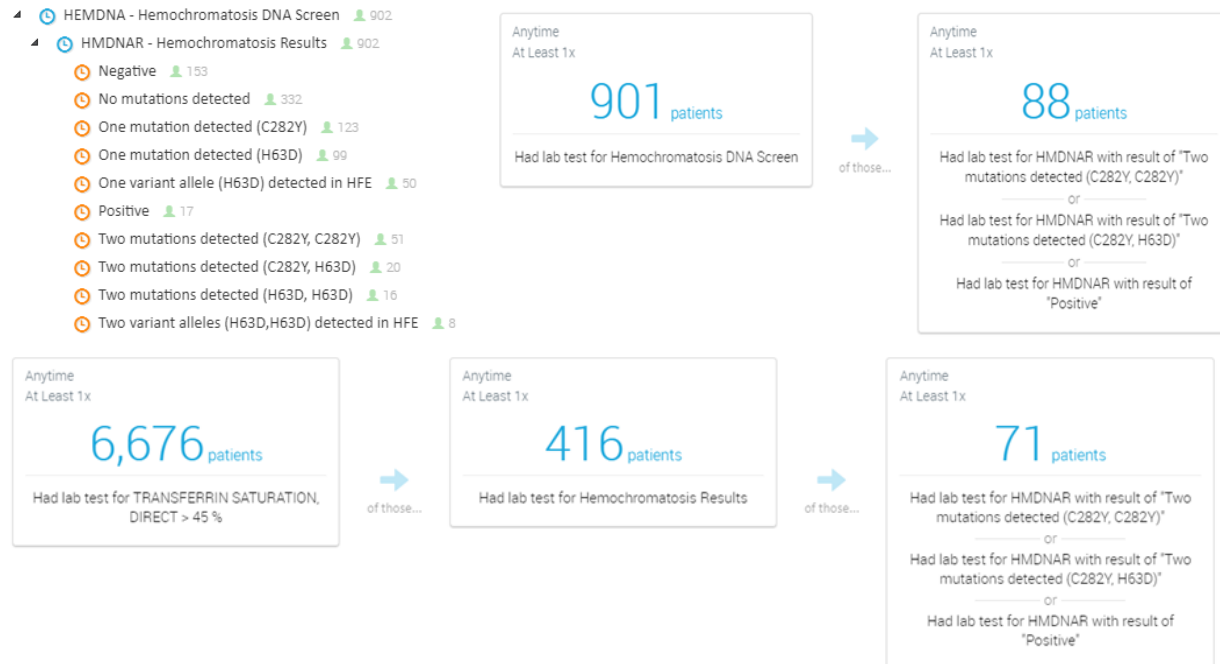 HEMDNA - Hemochromatosis DNA Screen 902
HMDNAR - Hemochromatosis Results 902
Negative 153
No mutations detected 332
One mutation detected (C282Y) 123
One mutation detected (H63D) 99
One variant allele (H63D) detected in HFE 50
Positive 17
Two mutations detected (C282Y, C282Y) 51
Two mutations detected (C282Y, H63D) 20
Two mutations detected (H63D, H63D) 16
Two variant alleles (H63D,H63D) detected in HFE 8
Anytime
At Least 1x
901 patients
Had lab test for Hemochromatosis DNA Screen
of those...
Anytime
At Least 1x
88 patients
Had lab test for HMDNAR with result of "Two
mutations detected (C282Y, C282Y)"
or
Had lab test for HMDNAR with result of "Two
mutations detected (C282Y, H63D)"
or
Had lab test for HMDNAR with result of
"Positive"
Anytime
At Least 1x
6,676 patients
Had lab test for TRANSFERRIN SATURATION,
DIRECT > 45 %
of those...
Anytime
At Least 1x
416 patients
Had lab test for Hemochromatosis Results
of those...
Anytime
At Least 1x
71 patients
Had lab test for HMDNAR with result of "Two
mutations detected (C282Y, C282Y)"
or
Had lab test for HMDNAR with result of "Two
mutations detected (C282Y, H63D)"
or
Had lab test for HMDNAR with result of
"Positive"